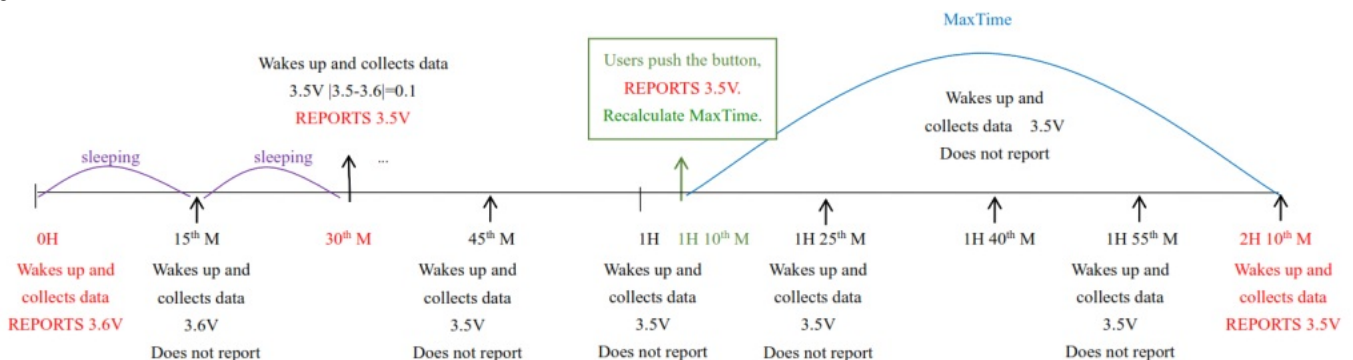 MaxTime
Wakes up and collects data
3.5V |3.5-3.6|=0.1
REPORTS 3.5V
Users push the button,
REPORTS 3.5V.
Recalculate MaxTime.
Wakes up and
collects data 3.5V
Does not report
sleeping
sleeping
...
0H
15th M
30th M
45th M
1H
1H 10th M
1H 25th M
1H 40th M
1H 55th M
2H 10th M
Wakes up and
collects data
REPORTS 3.6V
Wakes up and
collects data
3.6V
Does not report
Wakes up and
collects data
3.5V
Does not report
Wakes up and
collects data
3.5V
Does not report
Wakes up and
collects data
3.5V
Does not report
Wakes up and
collects data
3.5V
Does not report
Wakes up and
collects data
REPORTS 3.5V